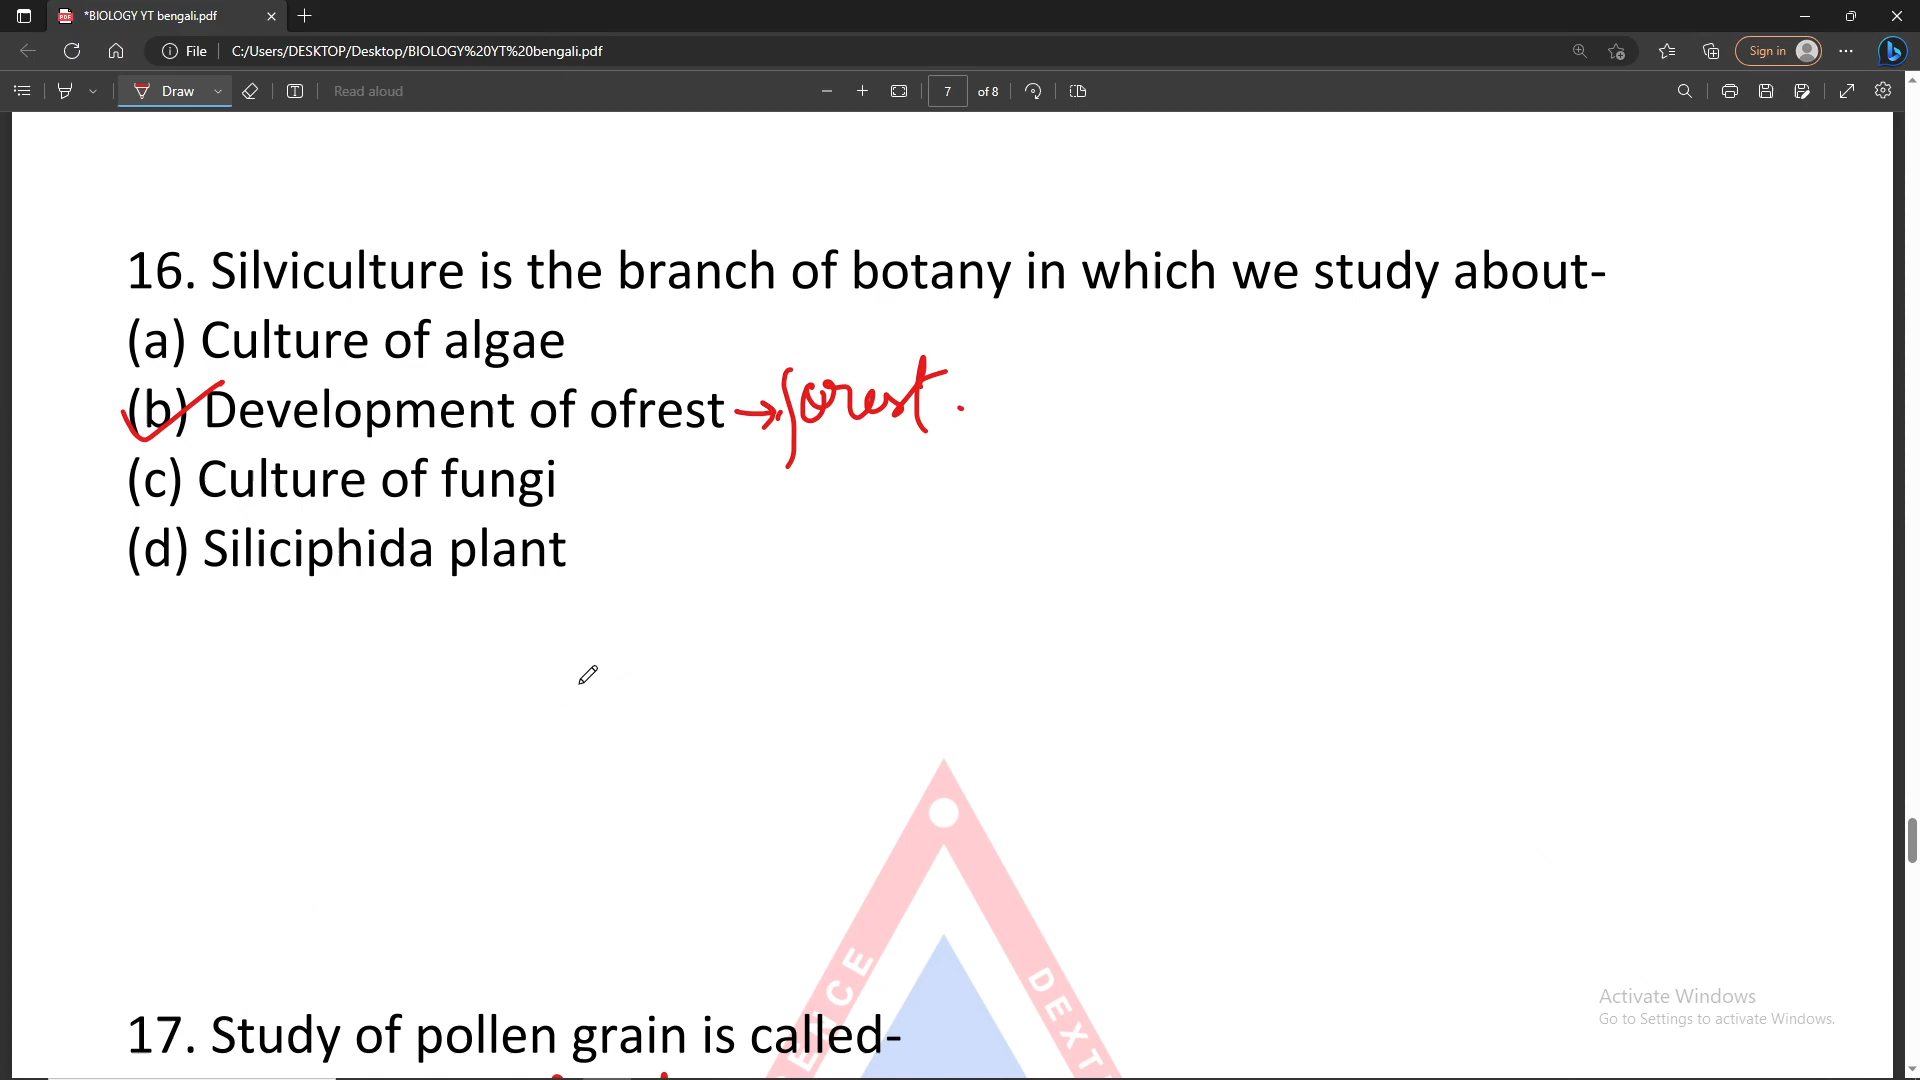 *BIOLOGY YT bengali.pdf
File
C:/Users/DESKTOP/Desktop/BIOLOGY%20YT%20bengali.pdf
Sign in
Draw
Read aloud
7 of 8
16. Silviculture is the branch of botany in which we study about-
(a) Culture of algae
(b) Development of ofrest → forest.
(c) Culture of fungi
(d) Siliciphida plant
17. Study of pollen grain is called-
ENCE
DEXT
Activate Windows
Go to Settings to activate Windows.